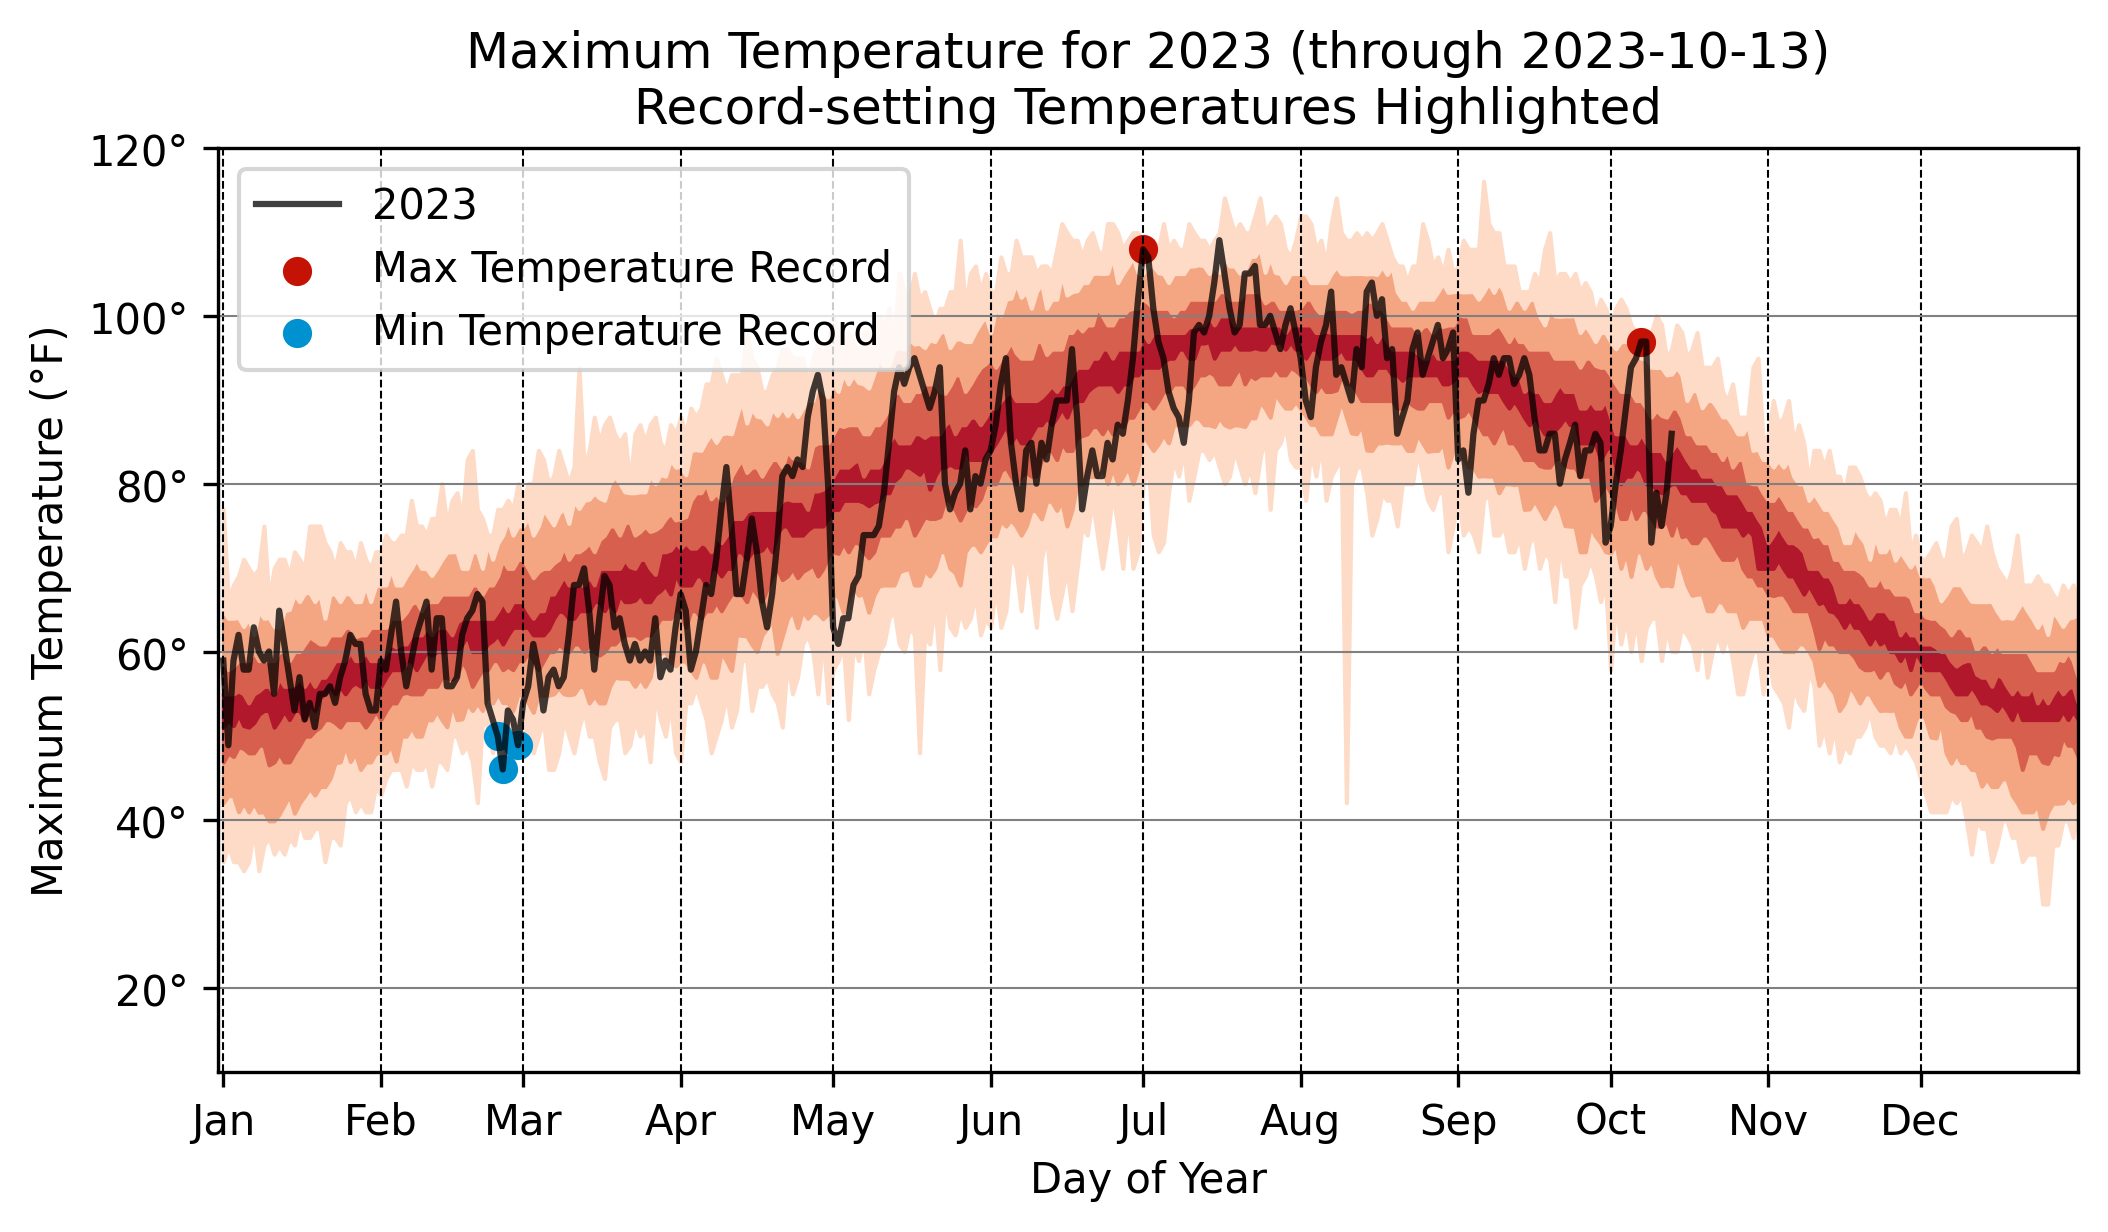 Maximum Temperature for 2023 (through 2023-10-13)
Record-setting Temperatures Highlighted
2023
Max Temperature Record
Min Temperature Record
Maximum Temperature (°F)
120°
100°
80°
60°
40°
20°
Jan Feb Mar Apr May Jun Jul Aug Sep Oct Nov Dec
Day of Year